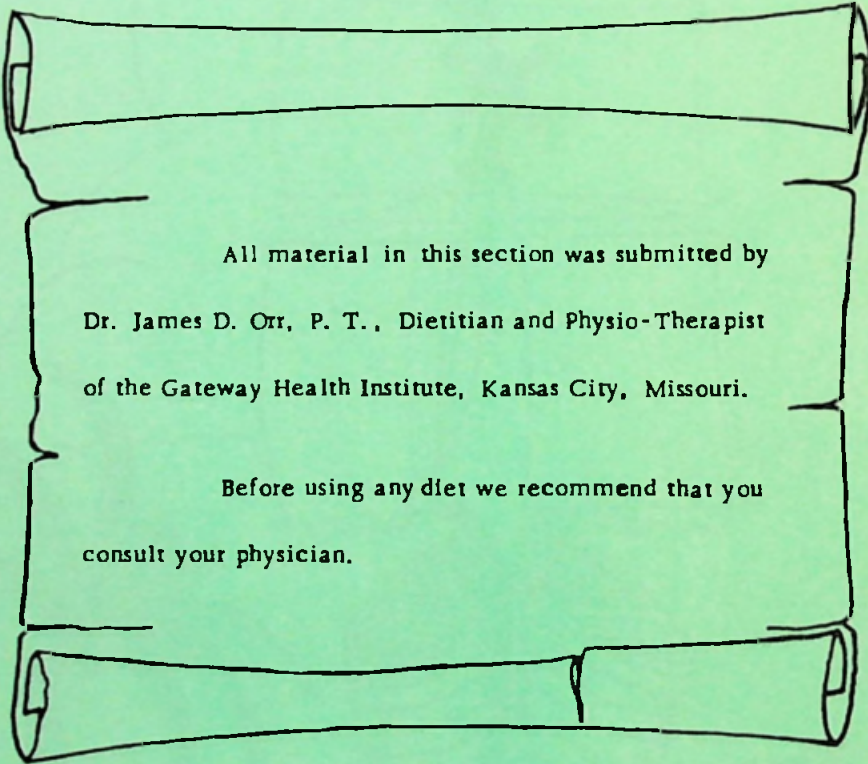 All material in this section was submitted by
Dr. James D. Orr, P. T., Dietitian and Physio-Therapist
of the Gateway Health Institute, Kansas City, Missouri.
Before using any diet we recommend that you
consult your physician.